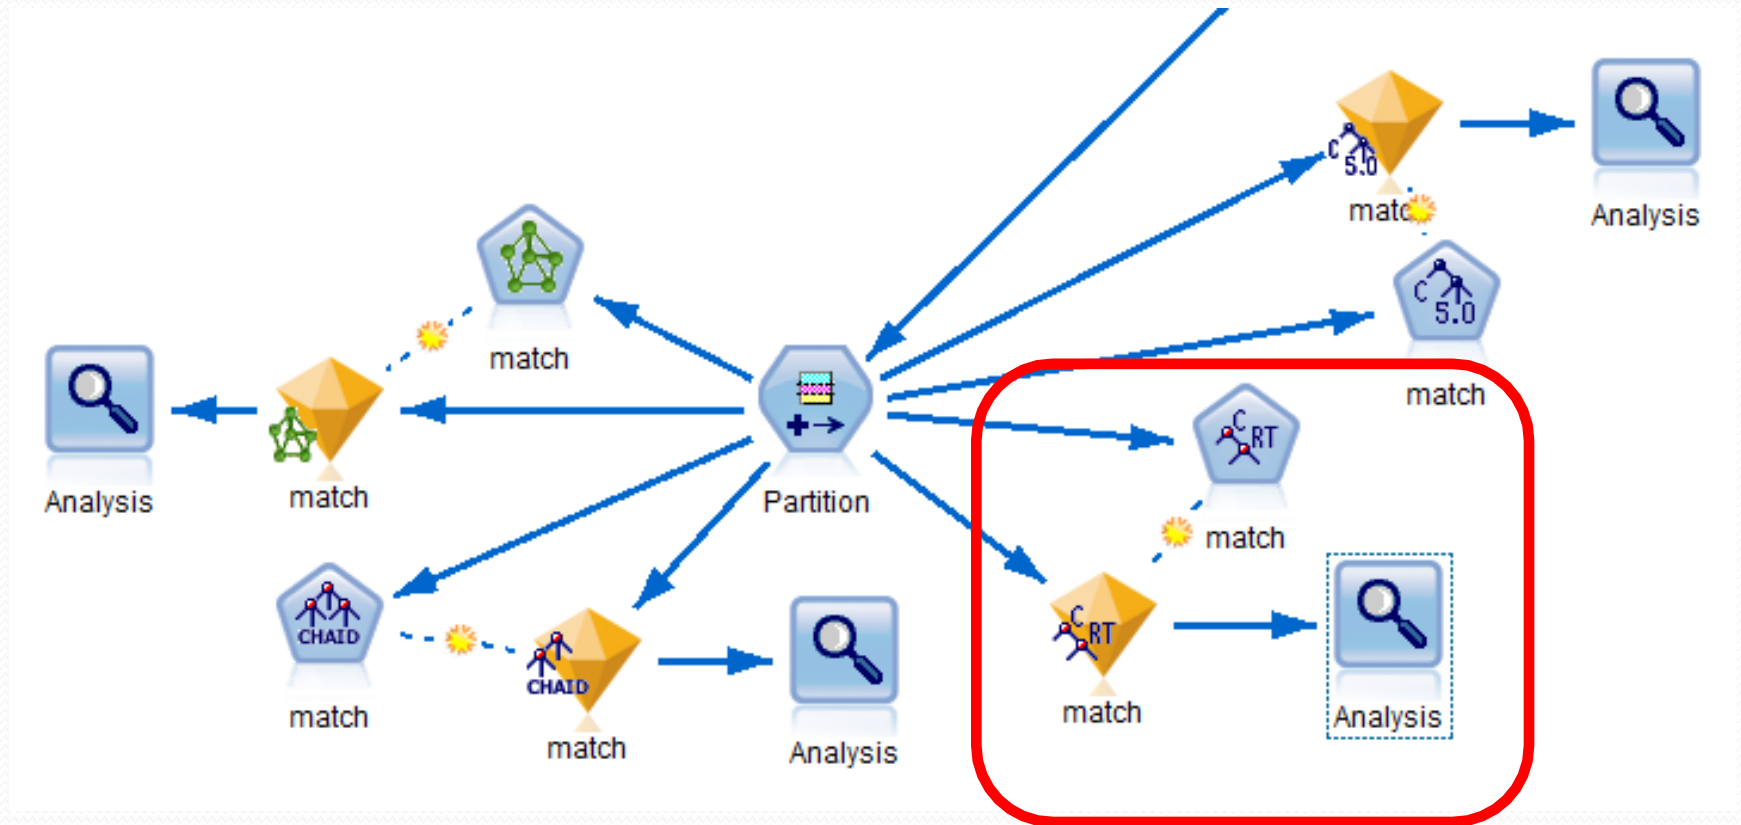 C
5.0
match
Analysis
match
C
5.0
match
Analysis
match
Partition
C
RT
match
C
RT
match
Analysis
CHAID
match
CHAID
match
Analysis